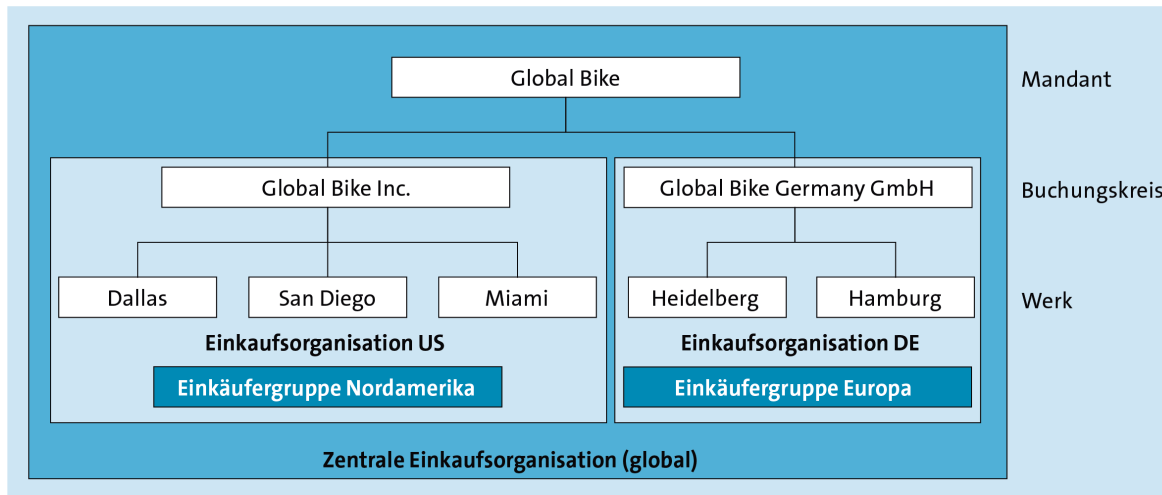 Global Bike
Mandant
Global Bike Inc.
Global Bike Germany GmbH
Buchungskreis
Dallas
San Diego
Miami
Heidelberg
Hamburg
Werk
Einkaufsorganisation US
Einkaufsorganisation DE
Einkäufergruppe Nordamerika
Einkäufergruppe Europa
Zentrale Einkaufsorganisation (global)